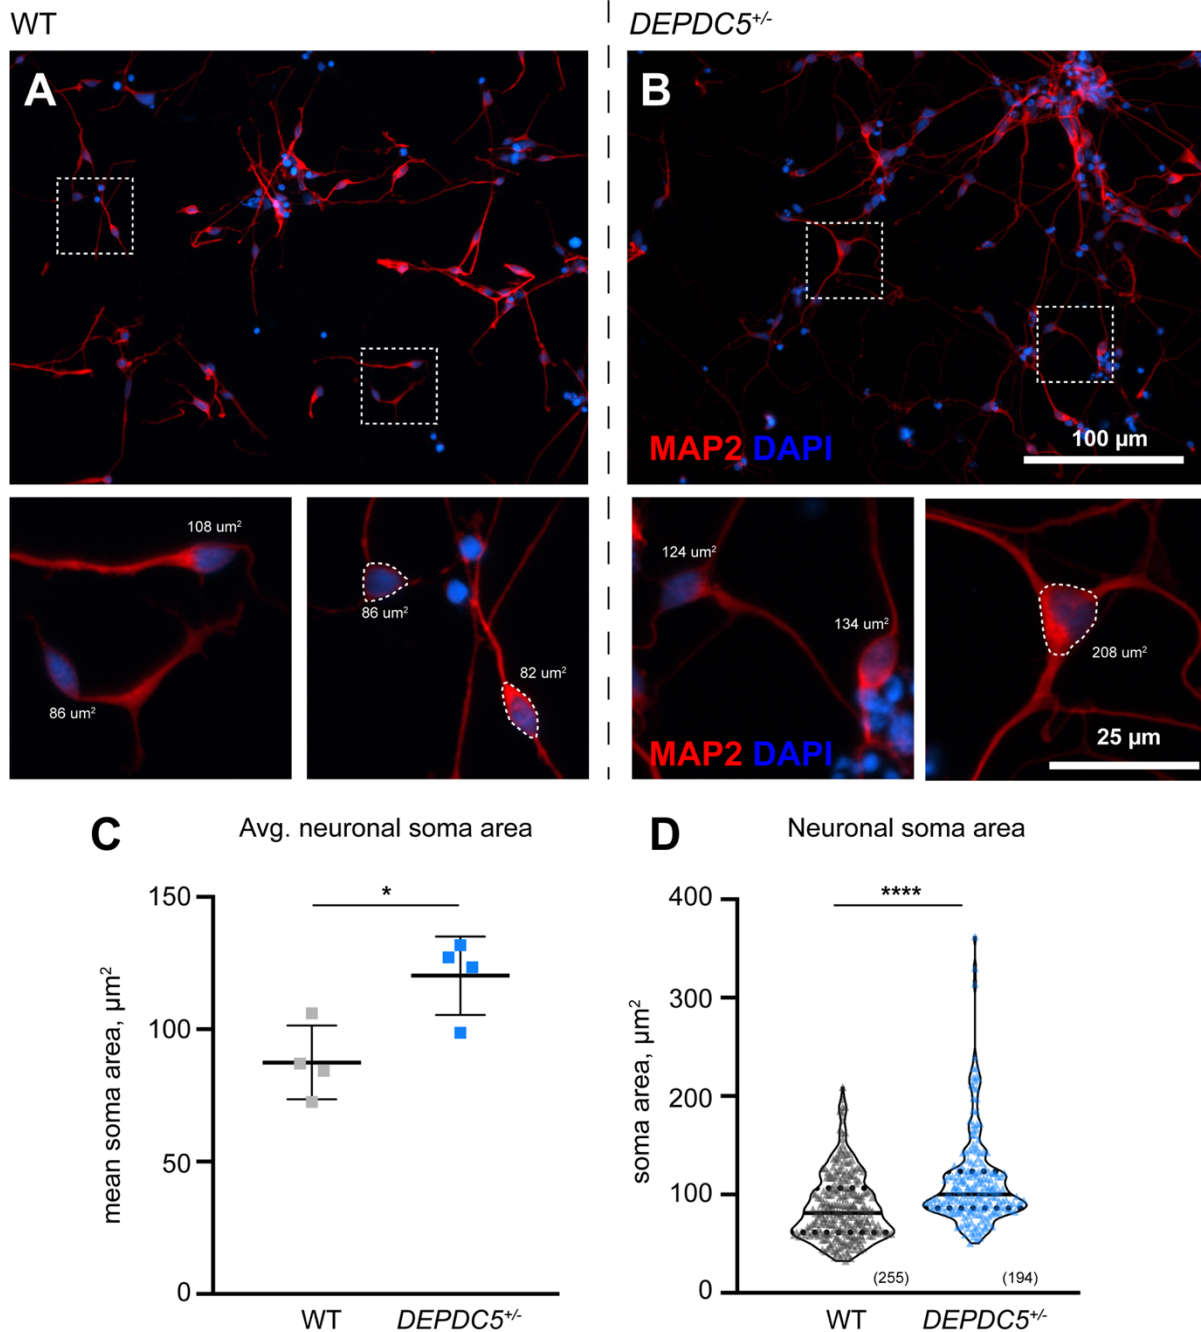 WT
DEPDC5+/-
A
B
MAP2 DAPI
100 µm
108 um2
86 um2
86 um2
82 um2
124 um2
134 um2
MAP2 DAPI
208 um2
25 µm
C
Avg. neuronal soma area
*
150
100
50
0
mean soma area, µm2
WT
DEPDC5+/-
D
Neuronal soma area
****
400
300
200
100
0
soma area, µm2
(255)
(194)
WT
DEPDC5+/-